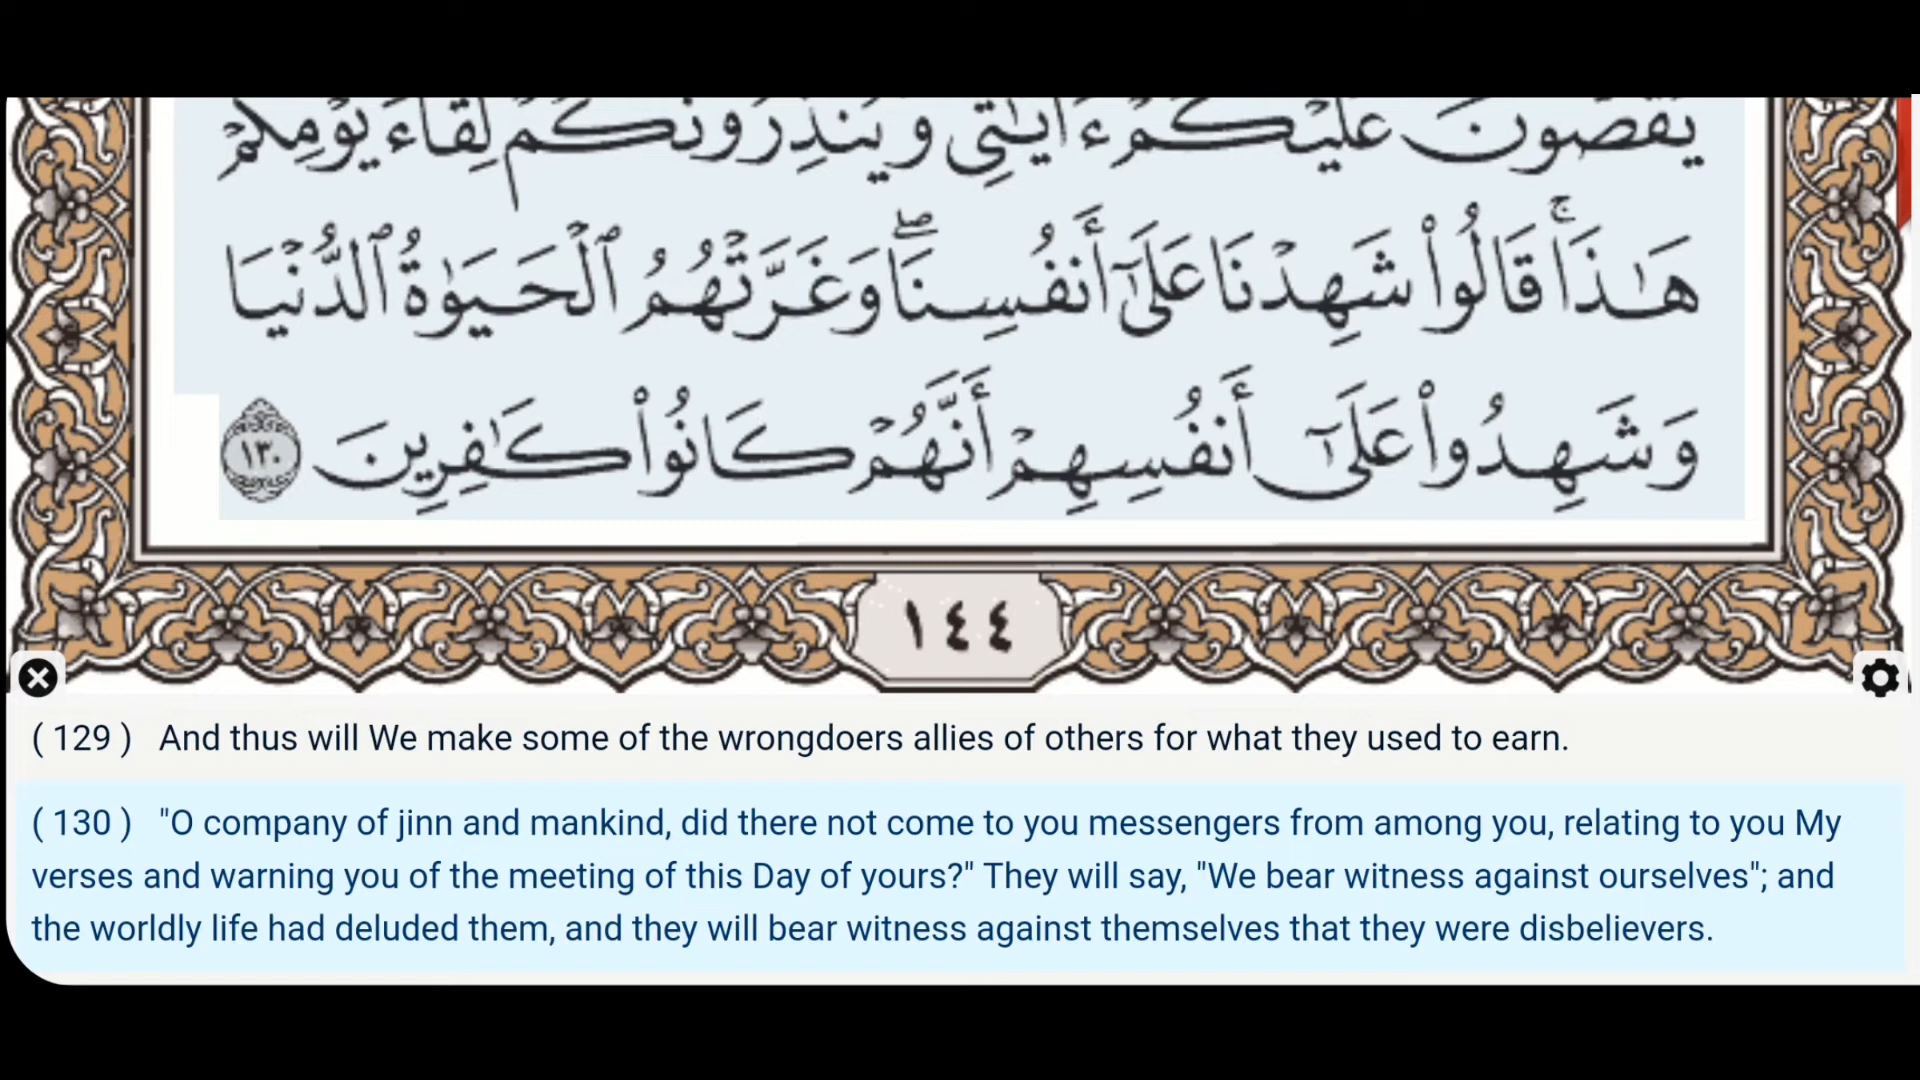 يَقُصُّونَ عَلَيْكُمْ ءَايَٰتِى وَيُنذِرُونَكُمْ لِقَآءَ يَوْمِكُمْ
هَٰذَاۚ قَالُوا۟ شَهِدْنَا عَلَىٰٓ أَنفُسِنَاۖ وَغَرَّتْهُمُ ٱلْحَيَوٰةُ ٱلدُّنْيَا
وَشَهِدُوا۟ عَلَىٰٓ أَنفُسِهِمْ أَنَّهُمْ كَانُوا۟ كَٰفِرِينَ ١٣٠
١٤٤
( 129 ) And thus will We make some of the wrongdoers allies of others for what they used to earn.
( 130 ) "O company of jinn and mankind, did there not come to you messengers from among you, relating to you My
verses and warning you of the meeting of this Day of yours?" They will say, "We bear witness against ourselves"; and
the worldly life had deluded them, and they will bear witness against themselves that they were disbelievers.